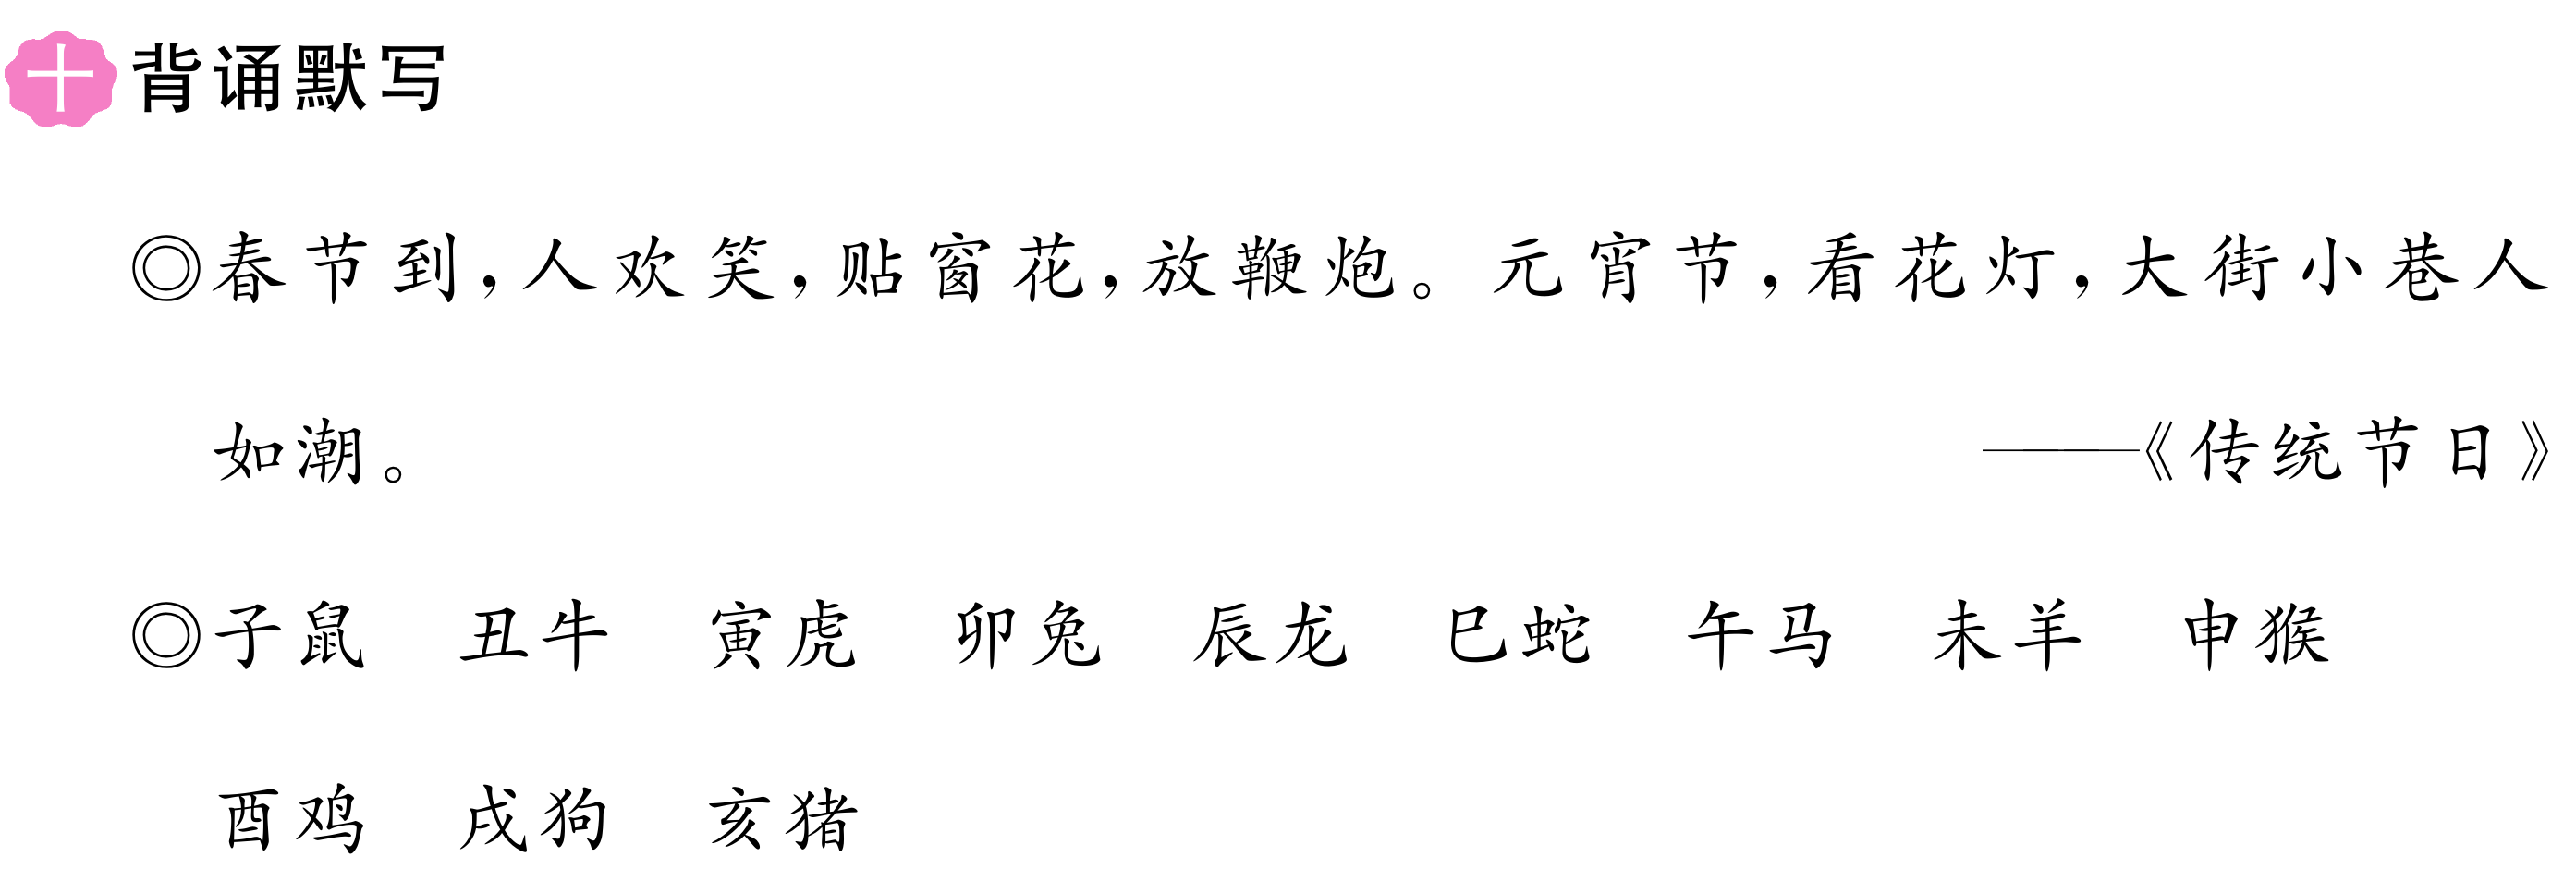 十 背诵默写
◎春节到，人欢笑，贴窗花，放鞭炮。元宵节，看花灯，大街小巷人
如潮。 ——《传统节日》
◎子鼠 丑牛 寅虎 卯兔 辰龙 巳蛇 午马 未羊 申猴
酉鸡 戌狗 亥猪